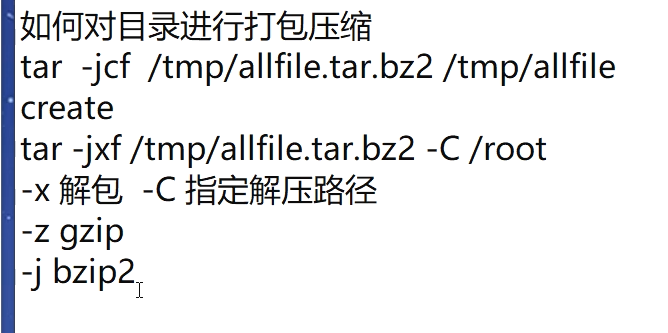 如何对目录进行打包压缩
tar -jcf /tmp/allfile.tar.bz2 /tmp/allfile
create
tar -jxf /tmp/allfile.tar.bz2 -C /root
-x 解包 -C 指定解压路径
-z gzip
-j bzip2